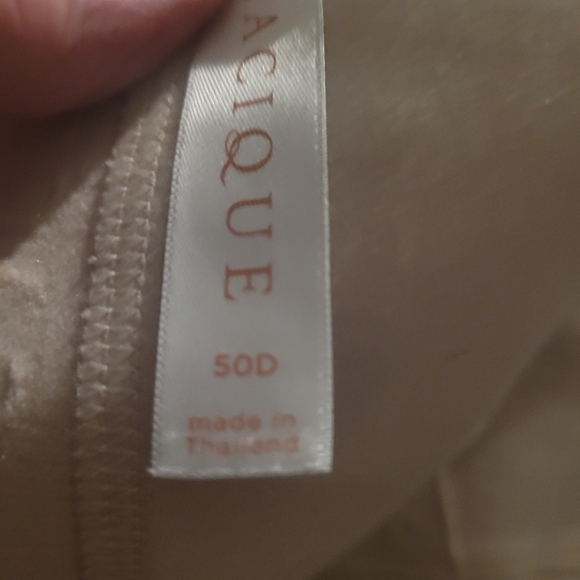 ACIQUE
50D
made in
Thailand